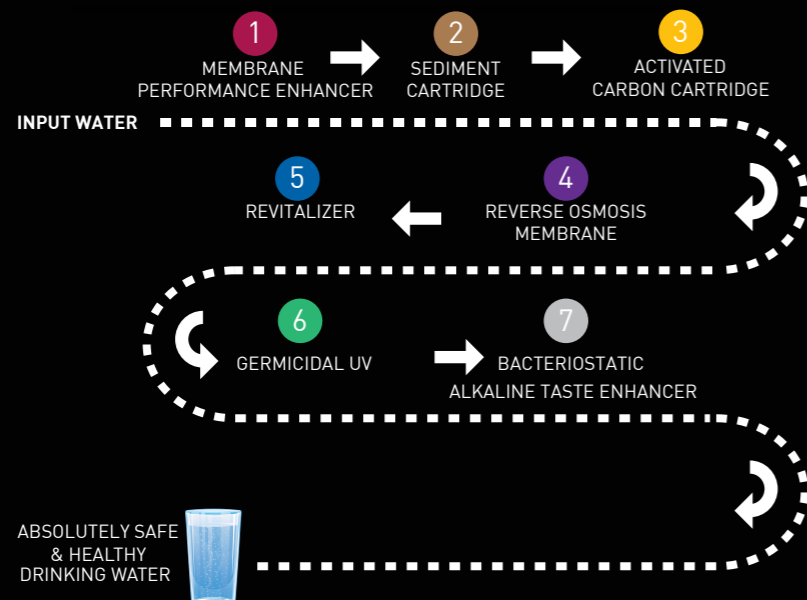 1
MEMBRANE
PERFORMANCE ENHANCER
2
SEDIMENT
CARTRIDGE
3
ACTIVATED
CARBON CARTRIDGE
INPUT WATER
5
REVITALIZER
4
REVERSE OSMOSIS
MEMBRANE
6
GERMICIDAL UV
7
BACTERIOSTATIC
ALKALINE TASTE ENHANCER
ABSOLUTELY SAFE
& HEALTHY
DRINKING WATER